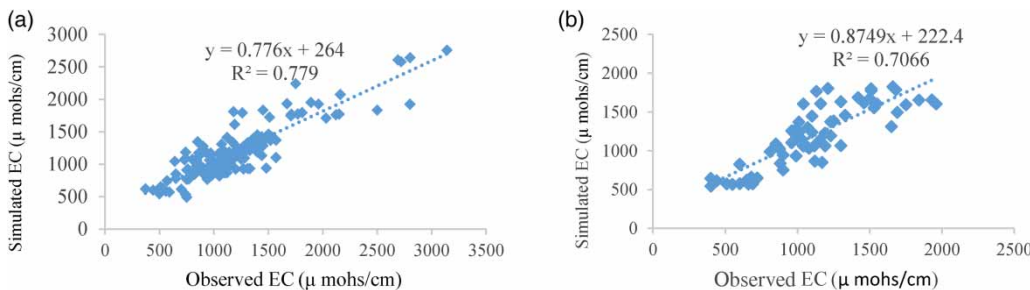 (a)
Simulated EC (μ mohs/cm)
3000
2500
2000
1500
1000
500
0
y = 0.776x + 264
R² = 0.779
0 500 1000 1500 2000 2500 3000 3500
Observed EC (μ mohs/cm)
(b)
Simulated EC (μ mohs/cm)
2500
2000
1500
1000
500
0
y = 0.8749x + 222.4
R² = 0.7066
0 500 1000 1500 2000 2500
Observed EC (μ mohs/cm)